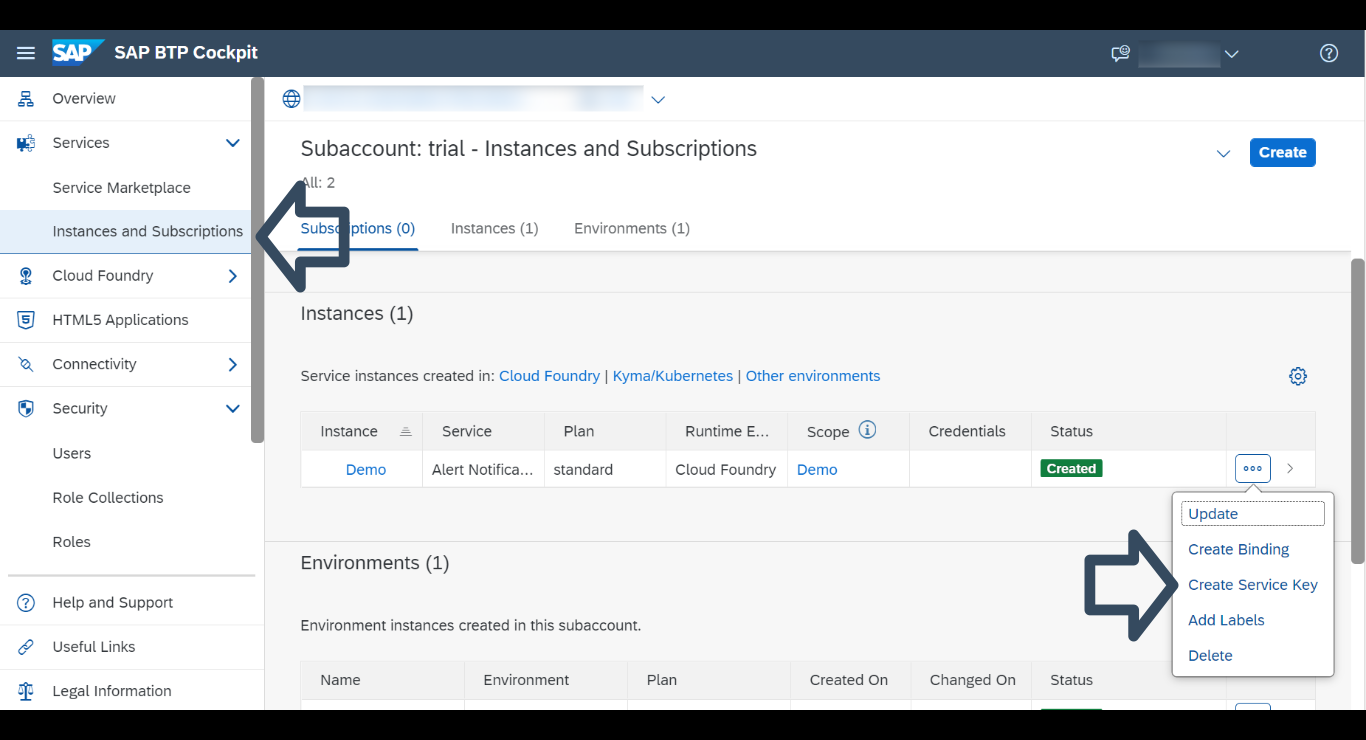 SAP SAP BTP Cockpit
Overview
Services
Service Marketplace
Instances and Subscriptions
Cloud Foundry
HTML5 Applications
Connectivity
Security
Users
Role Collections
Roles
Help and Support
Useful Links
Legal Information
Subaccount: trial - Instances and Subscriptions
Create
All: 2
Subscriptions (0) Instances (1) Environments (1)
Instances (1)
Service instances created in: Cloud Foundry | Kyma/Kubernetes | Other environments
Instance Service Plan Runtime E... Scope Credentials Status
Demo Alert Notifica... standard Cloud Foundry Demo Created
Update
Create Binding
Create Service Key
Add Labels
Delete
Environments (1)
Environment instances created in this subaccount.
Name Environment Plan Created On Changed On Status